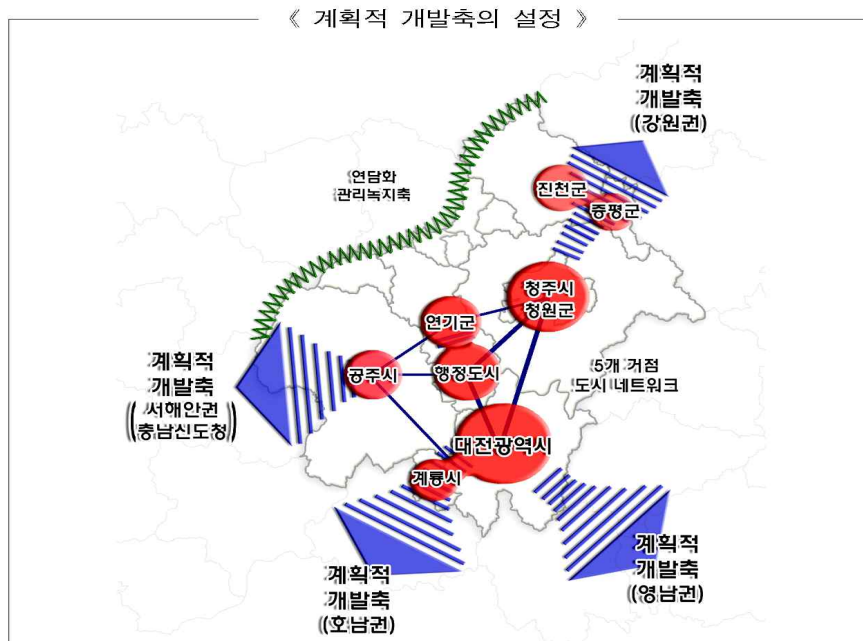 《 계획적 개발축의 설정 》
계획적
개발축
(강원권)
연담화
관리녹지축
진천군
증평군
청주시
청원군
연기군
계획적
개발축
(서해안권
충남신도청)
공주시
행정도시
5개 거점
도시 네트워크
대전광역시
계룡시
계획적
개발축
(호남권)
계획적
개발축
(영남권)